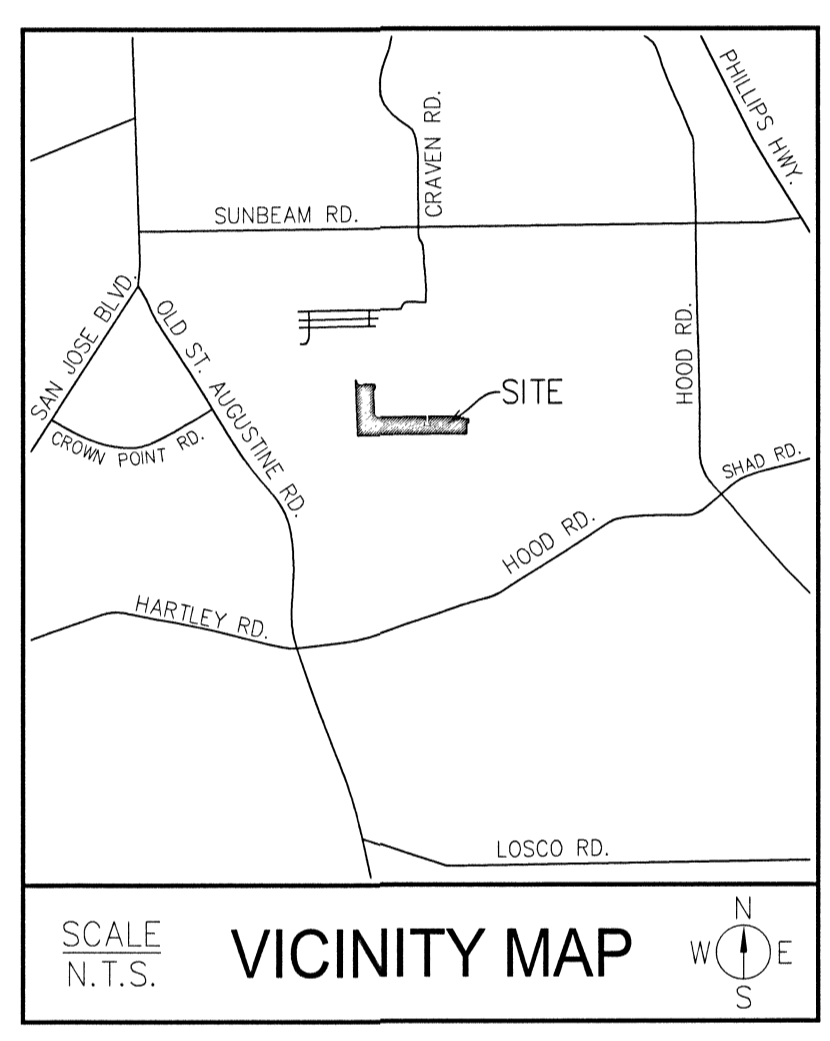 PHILLIPS HWY.
CRAVEN RD.
SUNBEAM RD.
SAN JOSE BLVD.
OLD ST. AUGUSTINE RD.
HOOD RD.
SITE
CROWN POINT RD.
SHAD RD.
HOOD RD.
HARTLEY RD.
LOSCO RD.
SCALE
N.T.S.
VICINITY MAP
N
W E
S